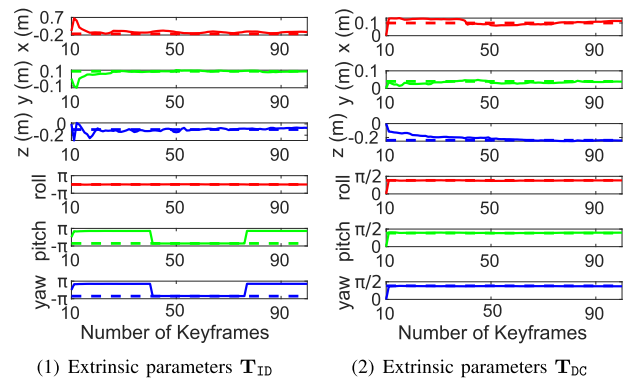 x (m) 0.7 -0.2
10 50 90
y (m) 0.1 -0.1
10 50 90
z (m) 0 -0.2
10 50 90
roll π -π
10 50 90
pitch π -π
10 50 90
yaw π -π
10 50 90
Number of Keyframes
(1) Extrinsic parameters T_ID
x (m) 0.1 0
10 50 90
y (m) 0.1 0
10 50 90
z (m) 0 -0.2
10 50 90
roll π/2 0
10 50 90
pitch π/2 0
10 50 90
yaw π/2 0
10 50 90
Number of Keyframes
(2) Extrinsic parameters T_DC